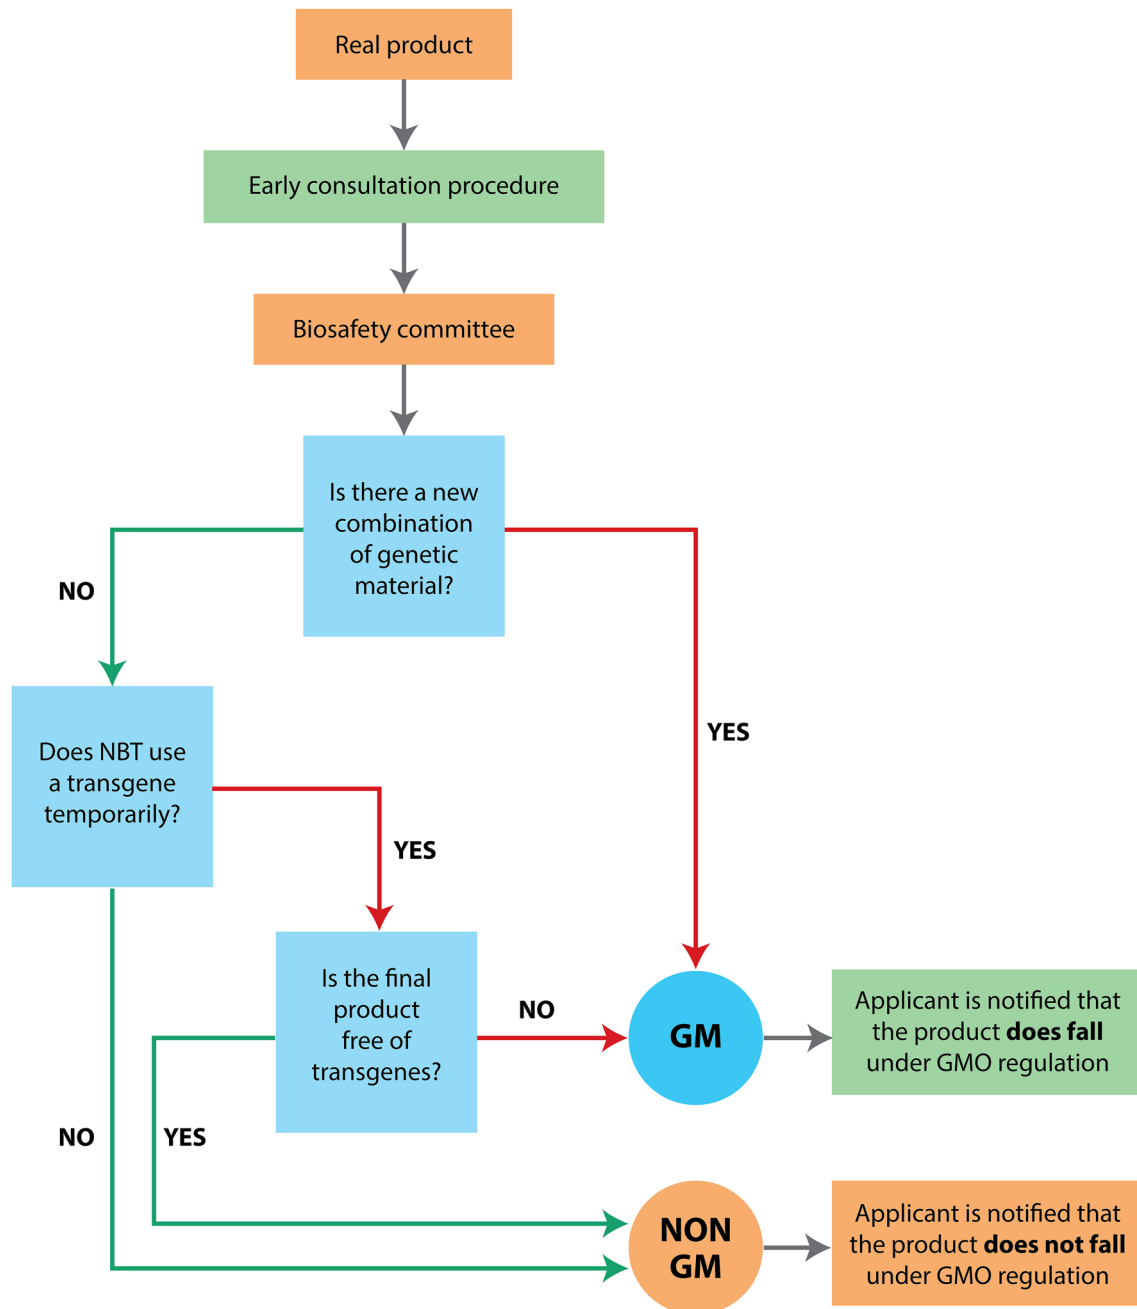 Real product
Early consultation procedure
Biosafety committee
Is there a new
combination
of genetic
material?
NO
YES
Does NBT use
a transgene
temporarily?
YES
Is the final
product
free of
transgenes?
NO
GM
Applicant is notified that
the product does fall
under GMO regulation
NO
YES
NON
GM
Applicant is notified that
the product does not fall
under GMO regulation